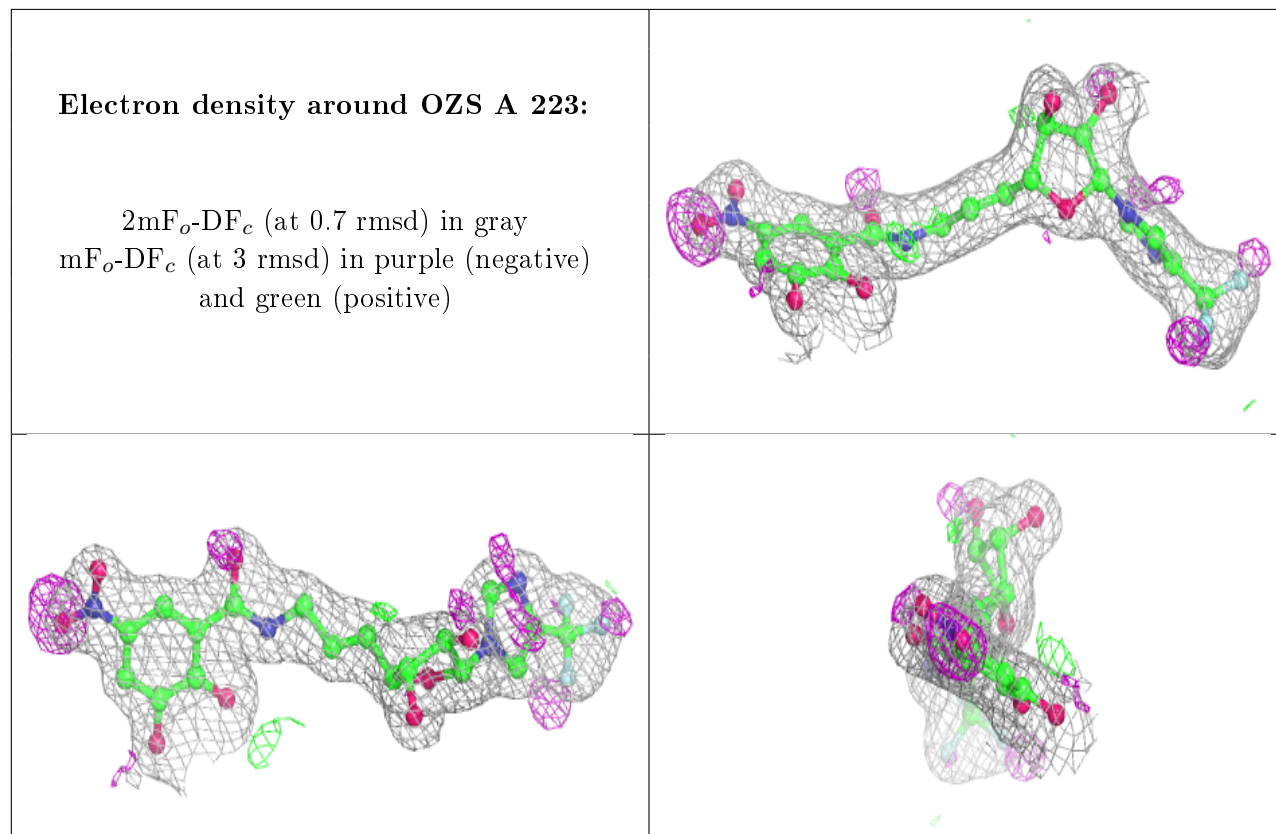 Electron density around OZS A 223:
2mFₒ-DF𝒸 (at 0.7 rmsd) in gray
mFₒ-DF𝒸 (at 3 rmsd) in purple (negative)
and green (positive)